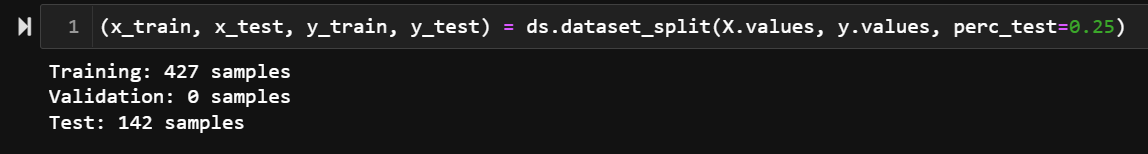 1 (x_train, x_test, y_train, y_test) = ds.dataset_split(X.values, y.values, perc_test=0.25)
Training: 427 samples
Validation: 0 samples
Test: 142 samples